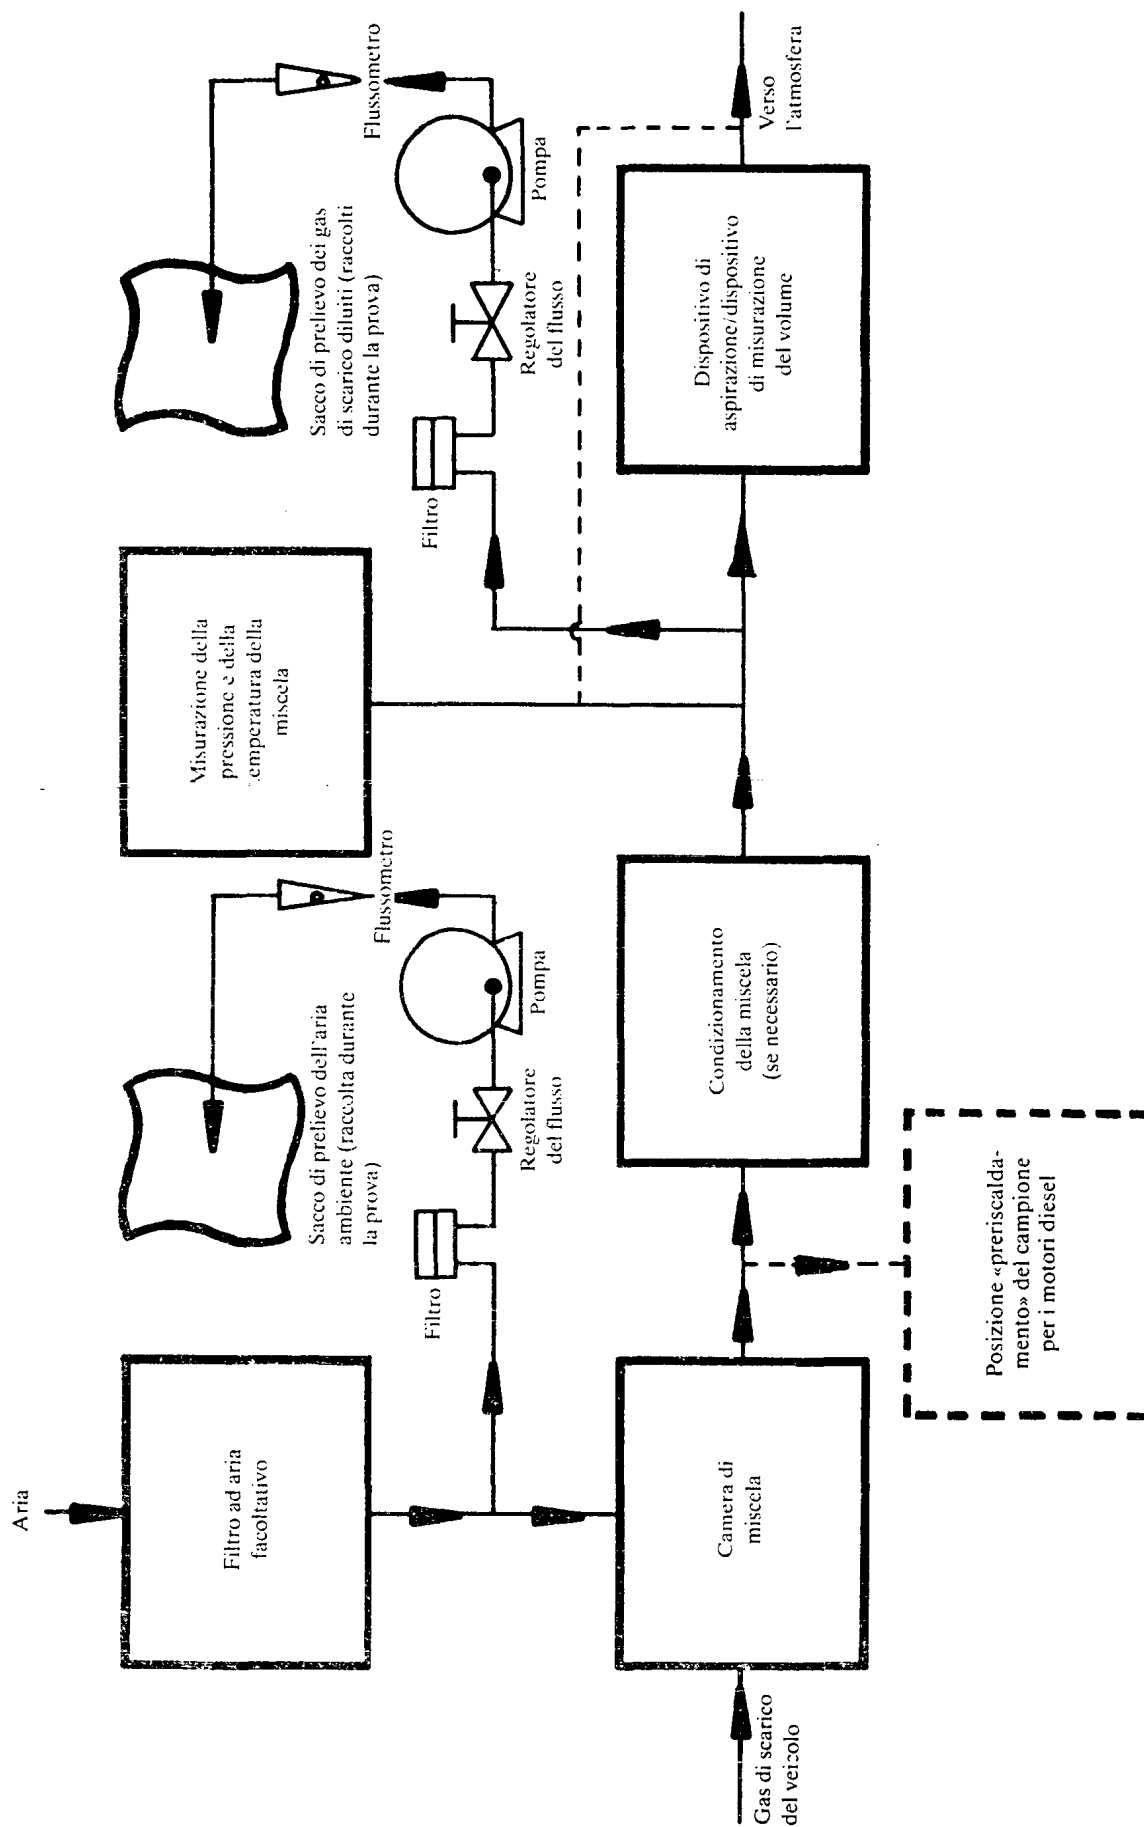 Aria
Filtro ad aria
facoltativo
Gas di scarico
del veicolo
Camera di
miscela
Posizione «preriscalda-
mento» del campione
per i motori diesel
Filtro
Regolatore
del flusso
Pompa
Flussometro
Sacco di prelievo dell'aria
ambiente (raccolta durante
la prova)
Condizionamento
della miscela
(se necessario)
Misurazione della
pressione e della
temperatura della
miscela
Filtro
Regolatore
del flusso
Pompa
Flussometro
Sacco di prelievo dei gas
di scarico diluiti (raccolti
durante la prova)
Dispositivo di
aspirazione/dispositivo
di misurazione
del volume
Verso
l'atmosfera